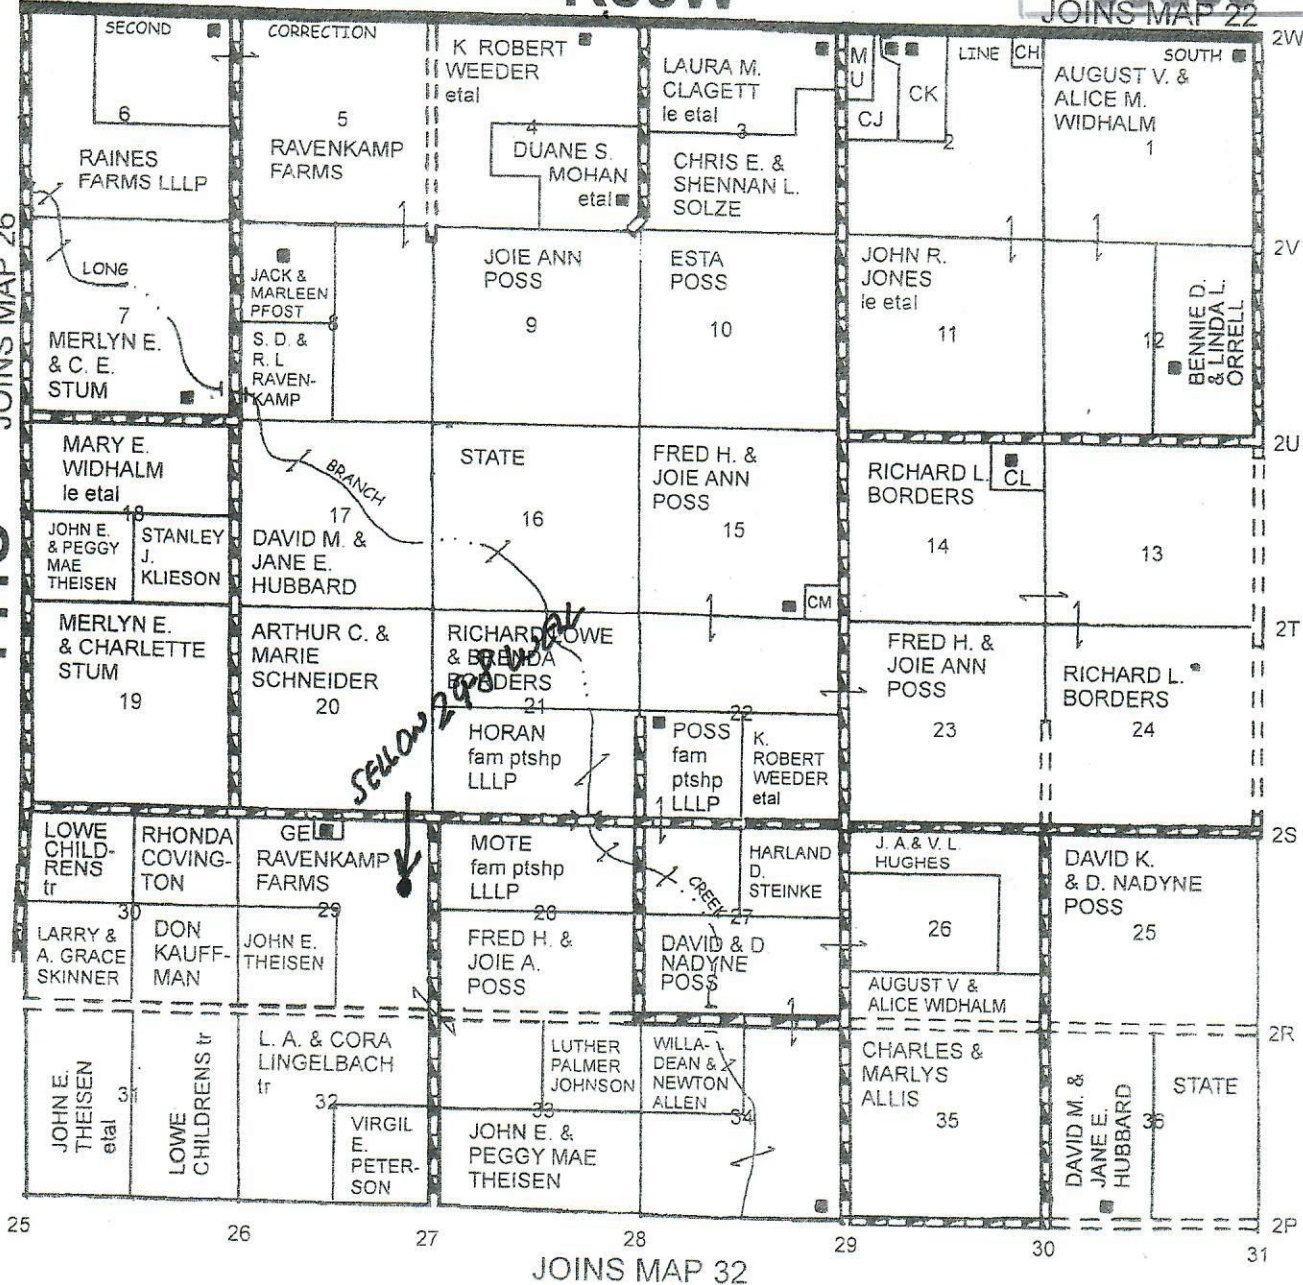 JOINS MAP 22
SECOND
CORRECTION
LINE
SOUTH
2W
6
RAINES
FARMS LLLP
5
RAVENKAMP
FARMS
K ROBERT
WEEDER
etal
4
DUANE S.
MOHAN
etal
LAURA M.
CLAGETT
le etal
3
CHRIS E. &
SHENNAN L.
SOLZE
M
U
CJ
CK
CH
2
AUGUST V. &
ALICE M.
WIDHALM
1
JOINS MAP 26
2V
LONG
7
MERLYN E.
& C. E.
STUM
JACK &
MARLEEN
PFOST
8
S. D. &
R. L
RAVEN-
KAMP
JOIE ANN
POSS
9
ESTA
POSS
10
JOHN R.
JONES
le etal
11
12
BENNIE D.
& LINDA L.
ORRELL
2U
MARY E.
WIDHALM
le etal
18
JOHN E.
& PEGGY
MAE
THEISEN
STANLEY
J.
KLIESON
BRANCH
17
DAVID M. &
JANE E.
HUBBARD
STATE
16
FRED H. &
JOIE ANN
POSS
15
CM
RICHARD L.
BORDERS
14
CL
13
2T
MERLYN E.
& CHARLETTE
STUM
19
ARTHUR C. &
MARIE
SCHNEIDER
20
RICHARD LOWE
& BRENDA
BORDERS
21
HORAN
fam ptshp
LLLP
22
POSS
fam
ptshp
LLLP
K.
ROBERT
WEEDER
etal
FRED H. &
JOIE ANN
POSS
23
RICHARD L.
BORDERS
24
SELLOW 29-8
2S
LOWE
CHILD-
RENS
tr
RHONDA
COVING-
TON
30
LARRY &
A. GRACE
SKINNER
DON
KAUFF-
MAN
GE
RAVENKAMP
FARMS
29
JOHN E.
THEISEN
MOTE
fam ptshp
LLLP
28
FRED H. &
JOIE A.
POSS
CREEK
HARLAND
D.
STEINKE
27
DAVID & D
NADYNE
POSS
J. A.& V. L.
HUGHES
26
AUGUST V &
ALICE WIDHALM
DAVID K.
& D. NADYNE
POSS
25
2R
JOHN E.
THEISEN
etal
31
LOWE
CHILDRENS tr
L. A. & CORA
LINGELBACH
tr
32
VIRGIL
E.
PETER-
SON
LUTHER
PALMER
JOHNSON
33
JOHN E. &
PEGGY MAE
THEISEN
WILLA-
DEAN &
NEWTON
ALLEN
34
CHARLES &
MARLYS
ALLIS
35
DAVID M. &
JANE E.
HUBBARD
36
STATE
2P
25
26
27
28
29
30
31
JOINS MAP 32